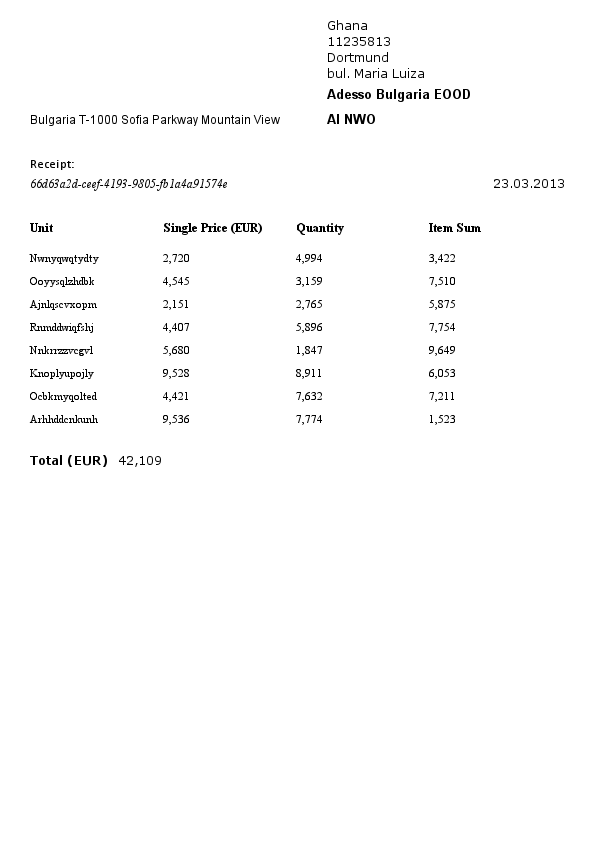 Ghana
11235813
Dortmund
bul. Maria Luiza
Adesso Bulgaria EOOD
Bulgaria T-1000 Sofia Parkway Mountain View AI NWO
Receipt:
66d63a2d-ceef-4193-9805-fb1a4a91574e 23.03.2013
Unit Single Price (EUR) Quantity Item Sum
Nwnyqwqtydty 2,720 4,994 3,422
Ooyysqlzhdbk 4,545 3,159 7,510
Ajnlqscvxopm 2,151 2,765 5,875
Rnmddwiqfshj 4,407 5,896 7,754
Nnkrrzzvcgvl 5,680 1,847 9,649
Knoplyupojly 9,528 8,911 6,053
Ocbkmyqolted 4,421 7,632 7,211
Arhhddcnkunh 9,536 7,774 1,523
Total (EUR) 42,109